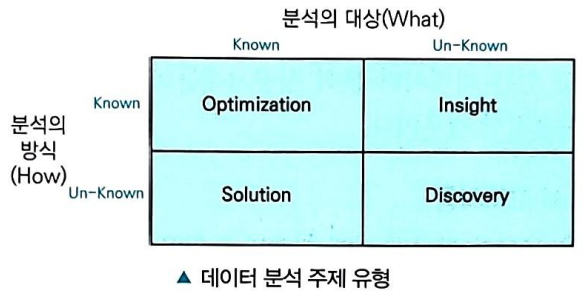 분석의 대상(What)
Known Un-Known
Known Optimization Insight
분석의
방식
(How)
Un-Known Solution Discovery
▲ 데이터 분석 주제 유형